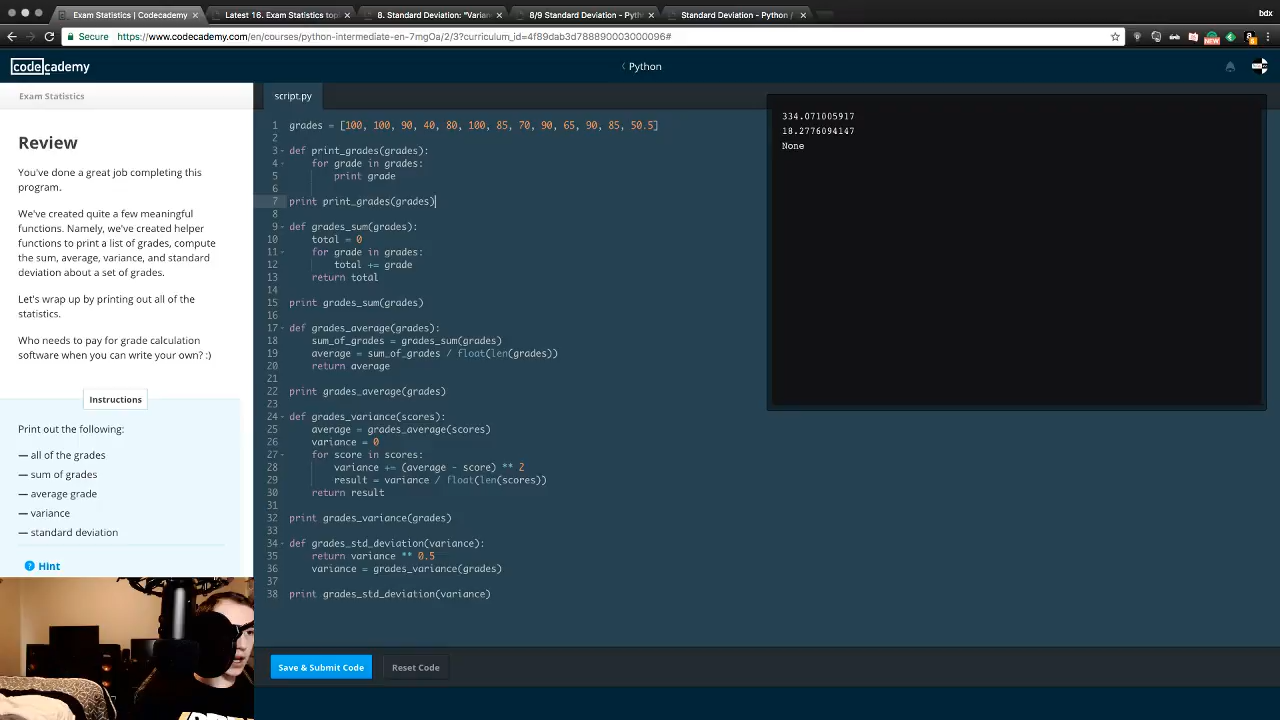 Exam Statistics | Codecademy
Latest 16. Exam Statistics top
8. Standard Deviation: "Varian
8/9 Standard Deviation - Pyth
Standard Deviation - Python /
bdx
Secure
https://www.codecademy.com/en/courses/python-intermediate-en-7mgOa/2/3?curriculum_id=4f89dab3d788890003000096#
NEW
codecademy
Python
Exam Statistics
script.py
Review
You've done a great job completing this
program.
We've created quite a few meaningful
functions. Namely, we've created helper
functions to print a list of grades, compute
the sum, average, variance, and standard
deviation about a set of grades.
Let's wrap up by printing out all of the
statistics.
Who needs to pay for grade calculation
software when you can write your own? :)
Instructions
Print out the following:
— all of the grades
— sum of grades
— average grade
— variance
— standard deviation
? Hint
1 grades = [100, 100, 90, 40, 80, 100, 85, 70, 90, 65, 90, 85, 50.5]
2
3 def print_grades(grades):
4 for grade in grades:
5 print grade
6
7 print print_grades(grades)
8
9 def grades_sum(grades):
10 total = 0
11 for grade in grades:
12 total += grade
13 return total
14
15 print grades_sum(grades)
16
17 def grades_average(grades):
18 sum_of_grades = grades_sum(grades)
19 average = sum_of_grades / float(len(grades))
20 return average
21
22 print grades_average(grades)
23
24 def grades_variance(scores):
25 average = grades_average(scores)
26 variance = 0
27 for score in scores:
28 variance += (average - score) ** 2
29 result = variance / float(len(scores))
30 return result
31
32 print grades_variance(grades)
33
34 def grades_std_deviation(variance):
35 return variance ** 0.5
36 variance = grades_variance(grades)
37
38 print grades_std_deviation(variance)
334.071005917
18.2776094147
None
Save & Submit Code
Reset Code